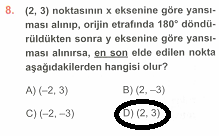 8. (2, 3) noktasının x eksenine göre yansı-
ması alınıp, orijin etrafında 180° döndü-
rüldükten sonra y eksenine göre yansı-
ması alınırsa, en son elde edilen nokta
aşağıdakilerden hangisi olur?
A) (–2, 3) B) (2, –3)
C) (–2, –3) D) (2, 3)